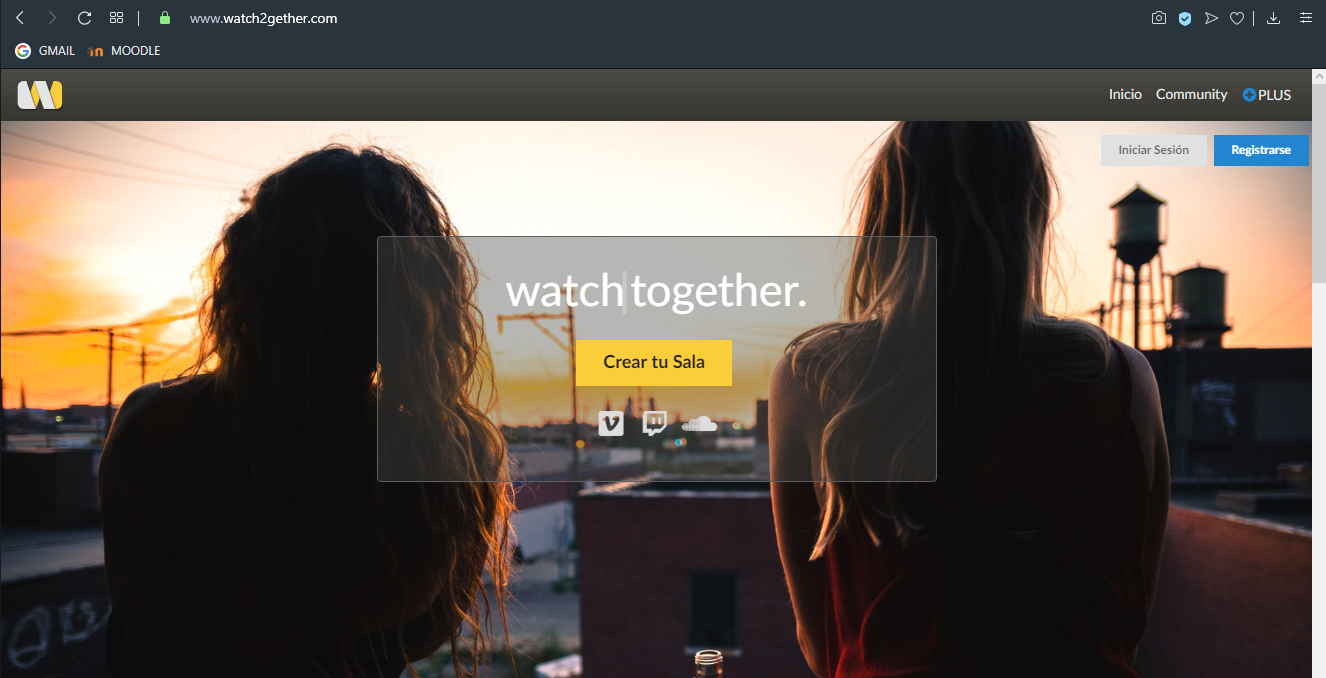 www.watch2gether.com
GMAIL MOODLE
Inicio Community PLUS
Iniciar Sesión Registrarse
watch together.
Crear tu Sala